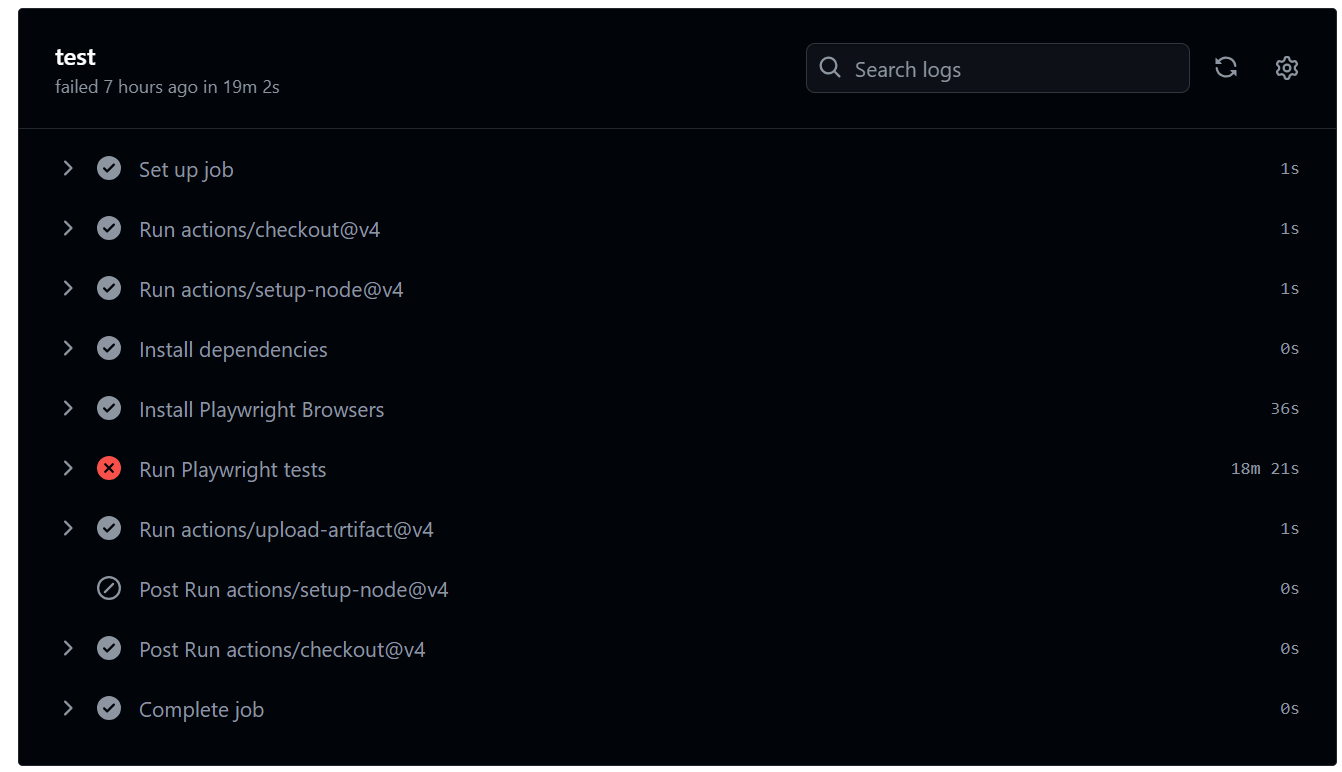 test
failed 7 hours ago in 19m 2s
Search logs
Set up job 1s
Run actions/checkout@v4 1s
Run actions/setup-node@v4 1s
Install dependencies 0s
Install Playwright Browsers 36s
Run Playwright tests 18m 21s
Run actions/upload-artifact@v4 1s
Post Run actions/setup-node@v4 0s
Post Run actions/checkout@v4 0s
Complete job 0s